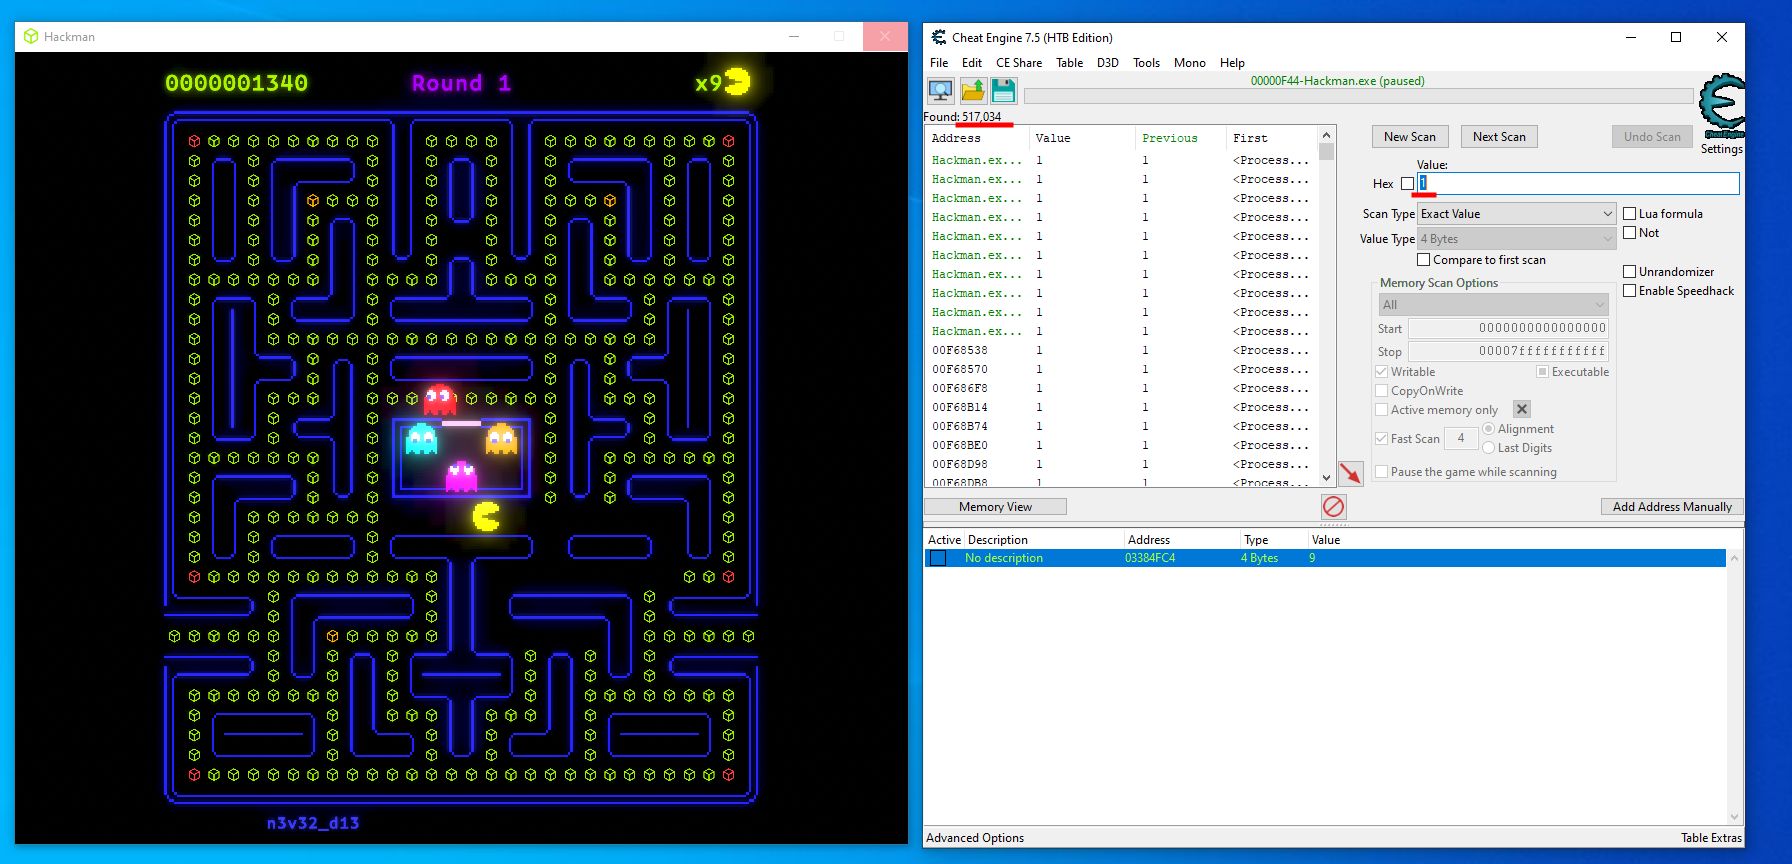 Hackman
0000001340
Round 1
x9
n3v32_d13
Cheat Engine 7.5 (HTB Edition)
File Edit CE Share Table D3D Tools Mono Help
00000F44-Hackman.exe (paused)
Found: 517,034
Cheat Engine
Settings
Address Value Previous First
Hackman.ex... 1 1 <Process...
Hackman.ex... 1 1 <Process...
Hackman.ex... 1 1 <Process...
Hackman.ex... 1 1 <Process...
Hackman.ex... 1 1 <Process...
Hackman.ex... 1 1 <Process...
Hackman.ex... 1 1 <Process...
Hackman.ex... 1 1 <Process...
Hackman.ex... 1 1 <Process...
Hackman.ex... 1 1 <Process...
00F68538 1 1 <Process...
00F68570 1 1 <Process...
00F686F8 1 1 <Process...
00F68B14 1 1 <Process...
00F68B74 1 1 <Process...
00F68BE0 1 1 <Process...
00F68D98 1 1 <Process...
00F68DB8 1 1 <Process...
New Scan Next Scan Undo Scan
Value:
Hex 1
Scan Type Exact Value
Lua formula
Value Type 4 Bytes
Not
Compare to first scan
Unrandomizer
Enable Speedhack
Memory Scan Options
All
Start 0000000000000000
Stop 00007fffffffffff
Writable Executable
CopyOnWrite
Active memory only
Fast Scan 4 Alignment
Last Digits
Pause the game while scanning
Memory View
Add Address Manually
Active Description Address Type Value
No description 03384FC4 4 Bytes 9
Advanced Options
Table Extras